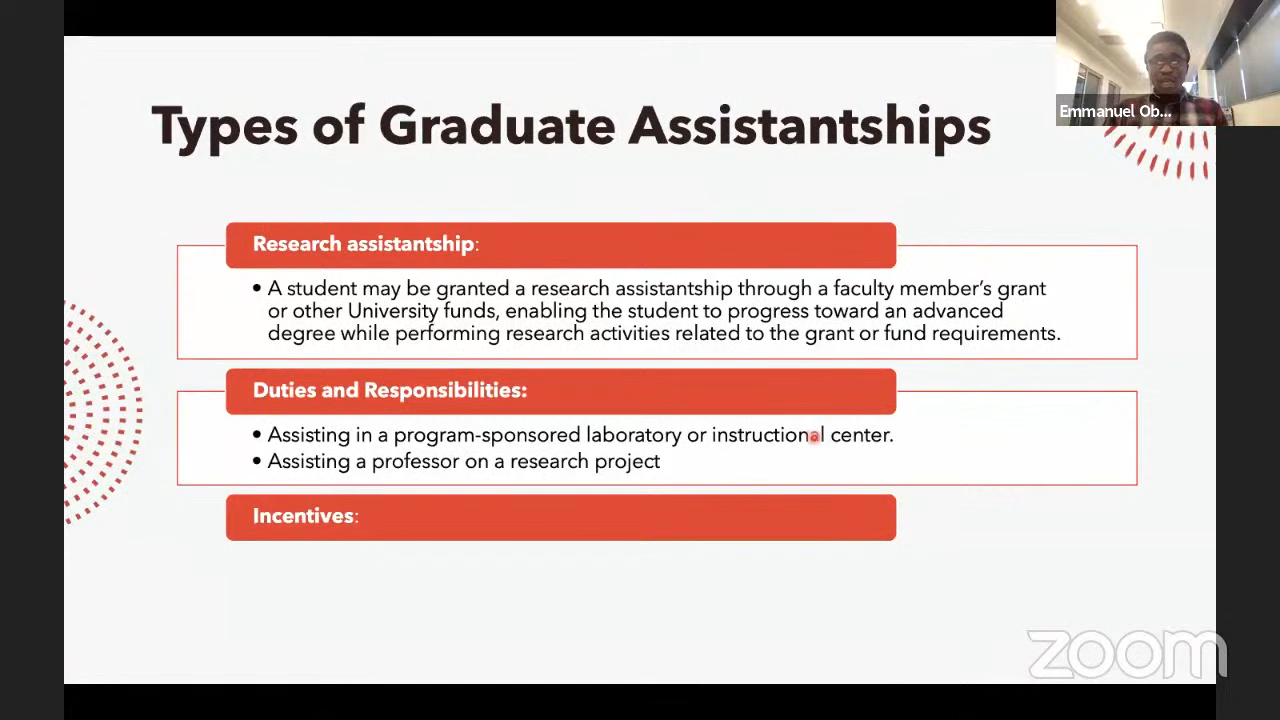 Types of Graduate Assistantships
Emmanuel Ob...
Research assistantship:
• A student may be granted a research assistantship through a faculty member's grant
or other University funds, enabling the student to progress toward an advanced
degree while performing research activities related to the grant or fund requirements.
Duties and Responsibilities:
• Assisting in a program-sponsored laboratory or instructional center.
• Assisting a professor on a research project
Incentives:
zoom